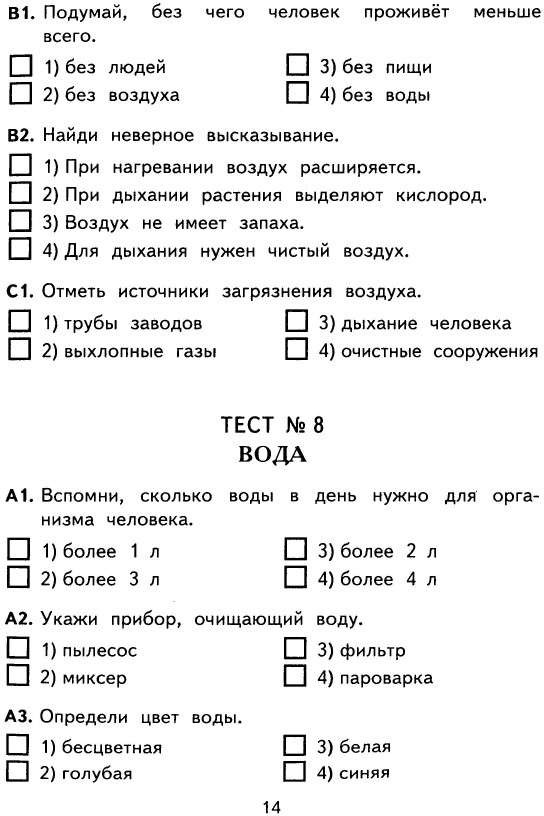 В1. Подумай, без чего человек проживёт меньше
всего.
1) без людей
3) без пищи
2) без воздуха
4) без воды
В2. Найди неверное высказывание.
1) При нагревании воздух расширяется.
2) При дыхании растения выделяют кислород.
3) Воздух не имеет запаха.
4) Для дыхания нужен чистый воздух.
С1. Отметь источники загрязнения воздуха.
1) трубы заводов
3) дыхание человека
2) выхлопные газы
4) очистные сооружения
ТЕСТ № 8
ВОДА
А1. Вспомни, сколько воды в день нужно для орга-
низма человека.
1) более 1 л
3) более 2 л
2) более 3 л
4) более 4 л
А2. Укажи прибор, очищающий воду.
1) пылесос
3) фильтр
2) миксер
4) пароварка
А3. Определи цвет воды.
1) бесцветная
3) белая
2) голубая
4) синяя
14